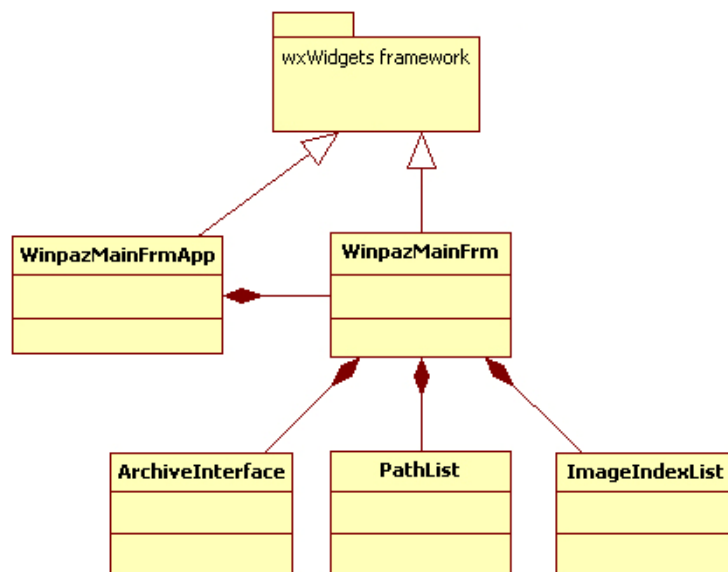 wxWidgets framework
WinpazMainFrmApp
WinpazMainFrm
ArchiveInterface
PathList
ImageIndexList